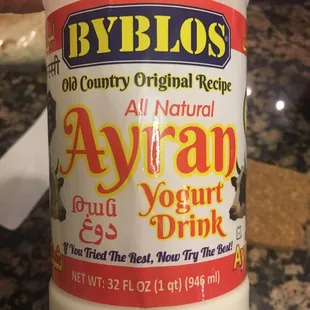 BYBLOS
Old Country Original Recipe
All Natural
Ayran
Yogurt
Drink
թան
دوغ
If You Tried The Rest, Now Try The Best!
NET WT: 32 FL OZ (1 qt) (946 ml)